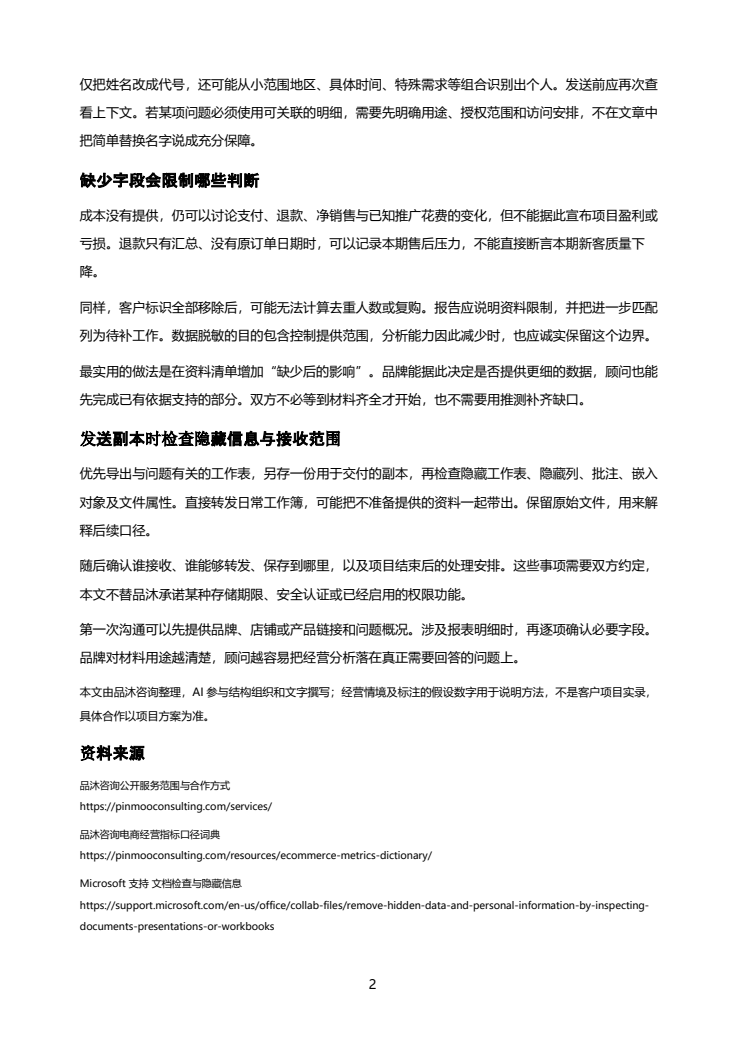 仅把姓名改成代号，还可能从小范围地区、具体时间、特殊需求等组合识别出个人。发送前应再次查
看上下文。若某项问题必须使用可关联的明细，需要先明确用途、授权范围和访问安排，不在文章中
把简单替换名字说成充分保障。
缺少字段会限制哪些判断
成本没有提供，仍可以讨论支付、退款、净销售与已知推广花费的变化，但不能据此宣布项目盈利或
亏损。退款只有汇总、没有原订单日期时，可以记录本期售后压力，不能直接断言本期新客质量下
降。
同样，客户标识全部移除后，可能无法计算去重人数或复购。报告应说明资料限制，并把进一步匹配
列为待补工作。数据脱敏的目的包含控制提供范围，分析能力因此减少时，也应诚实保留这个边界。
最实用的做法是在资料清单增加“缺少后的影响”。品牌能据此决定是否提供更细的数据，顾问也能
先完成已有依据支持的部分。双方不必等到材料齐全才开始，也不需要用推测补齐缺口。
发送副本时检查隐藏信息与接收范围
优先导出与问题有关的工作表，另存一份用于交付的副本，再检查隐藏工作表、隐藏列、批注、嵌入
对象及文件属性。直接转发日常工作簿，可能把不准备提供的资料一起带出。保留原始文件，用来解
释后续口径。
随后确认谁接收、谁能够转发、保存到哪里，以及项目结束后的处理安排。这些事项需要双方约定，
本文不替品沐承诺某种存储期限、安全认证或已经启用的权限功能。
第一次沟通可以先提供品牌、店铺或产品链接和问题概况。涉及报表明细时，再逐项确认必要字段。
品牌对材料用途越清楚，顾问越容易把经营分析落在真正需要回答的问题上。
本文由品沐咨询整理，AI 参与结构组织和文字撰写；经营情境及标注的假设数字用于说明方法，不是客户项目实录，
具体合作以项目方案为准。
资料来源
品沐咨询公开服务范围与合作方式
https://pinmooconsulting.com/services/
品沐咨询电商经营指标口径词典
https://pinmooconsulting.com/resources/ecommerce-metrics-dictionary/
Microsoft 支持 文档检查与隐藏信息
https://support.microsoft.com/en-us/office/collab-files/remove-hidden-data-and-personal-information-by-inspecting-
documents-presentations-or-workbooks
2